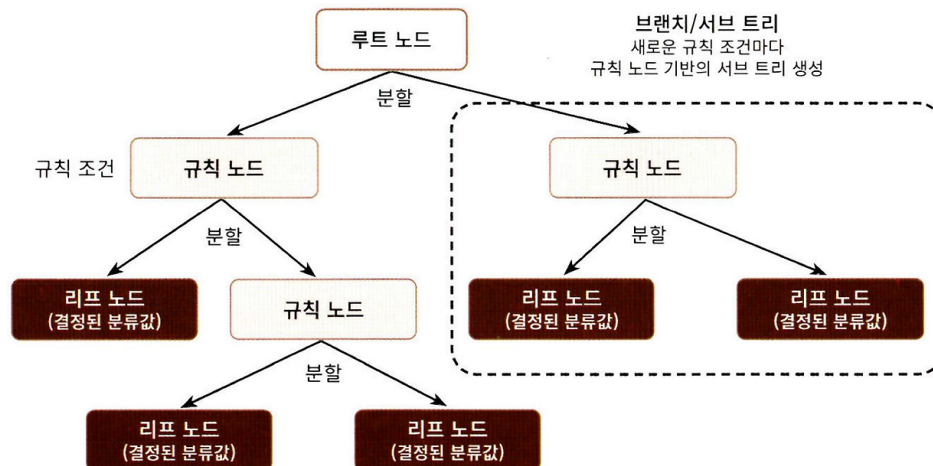 루트 노드
브랜치/서브 트리
새로운 규칙 조건마다
규칙 노드 기반의 서브 트리 생성
분할
규칙 조건
규칙 노드
규칙 노드
분할
분할
리프 노드
(결정된 분류값)
규칙 노드
리프 노드
(결정된 분류값)
리프 노드
(결정된 분류값)
분할
리프 노드
(결정된 분류값)
리프 노드
(결정된 분류값)